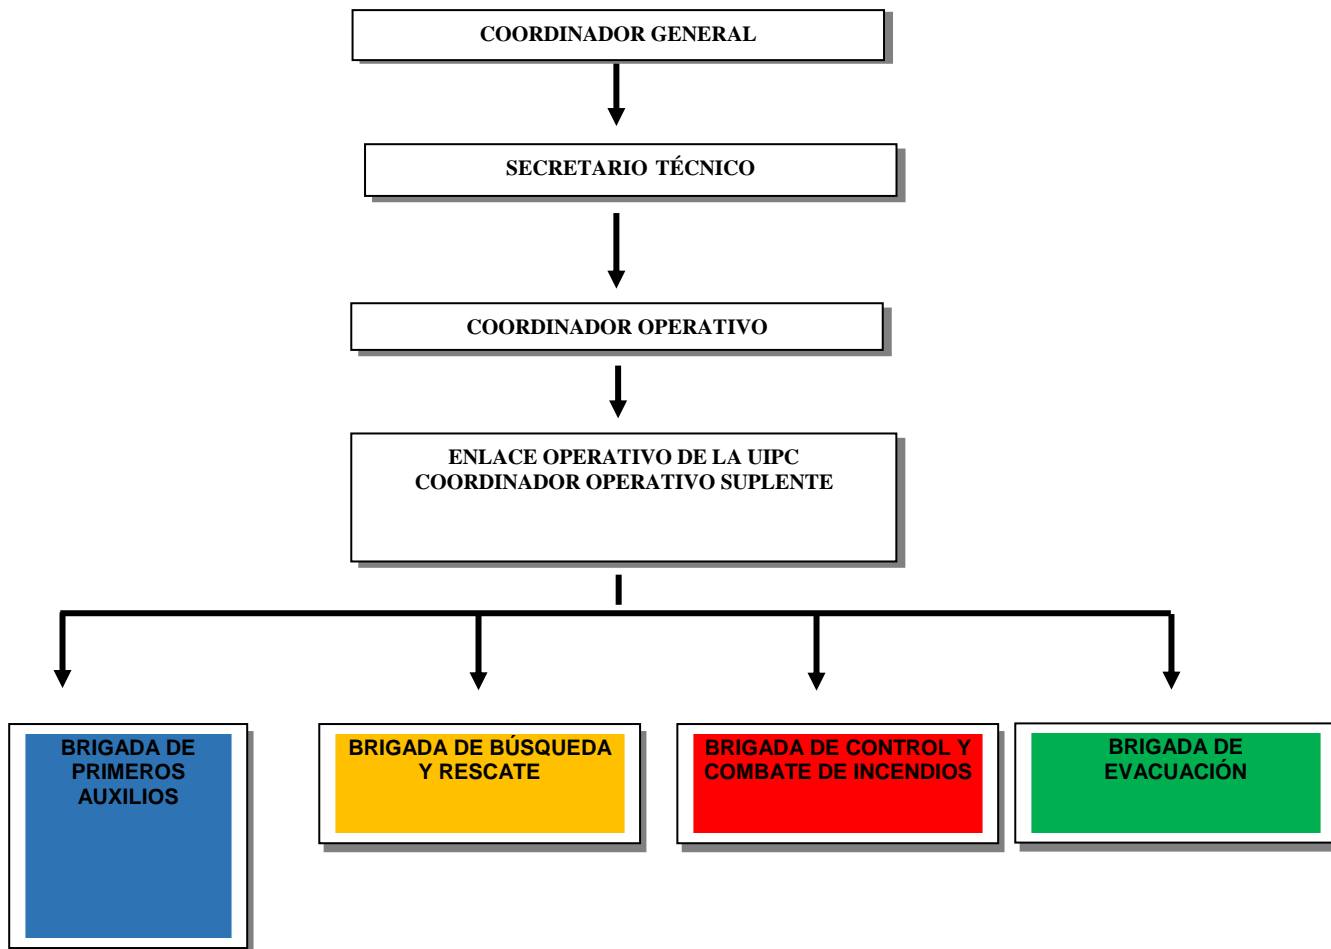 COORDINADOR GENERAL
SECRETARIO TÉCNICO
COORDINADOR OPERATIVO
ENLACE OPERATIVO DE LA UIPC
COORDINADOR OPERATIVO SUPLENTE
BRIGADA DE
PRIMEROS
AUXILIOS
BRIGADA DE BÚSQUEDA
Y RESCATE
BRIGADA DE CONTROL Y
COMBATE DE INCENDIOS
BRIGADA DE
EVACUACIÓN